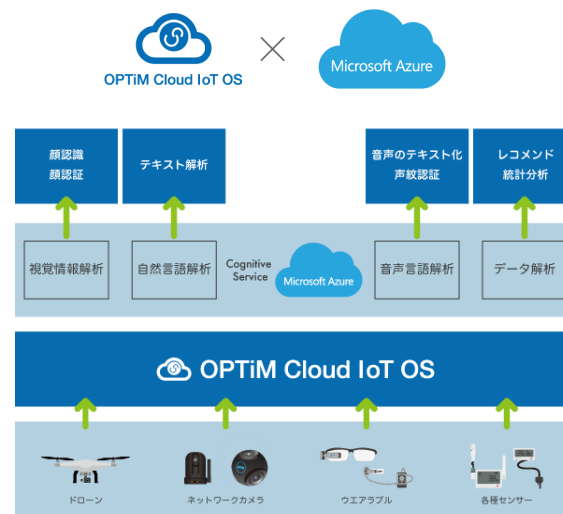 OPTiM Cloud IoT OS
Microsoft Azure
顔認識
顔認証
テキスト解析
音声のテキスト化
声紋認証
レコメンド
統計分析
視覚情報解析
自然言語解析
Cognitive
Service
Microsoft Azure
音声言語解析
データ解析
OPTiM Cloud IoT OS
ドローン
ネットワークカメラ
ウエアラブル
各種センサー